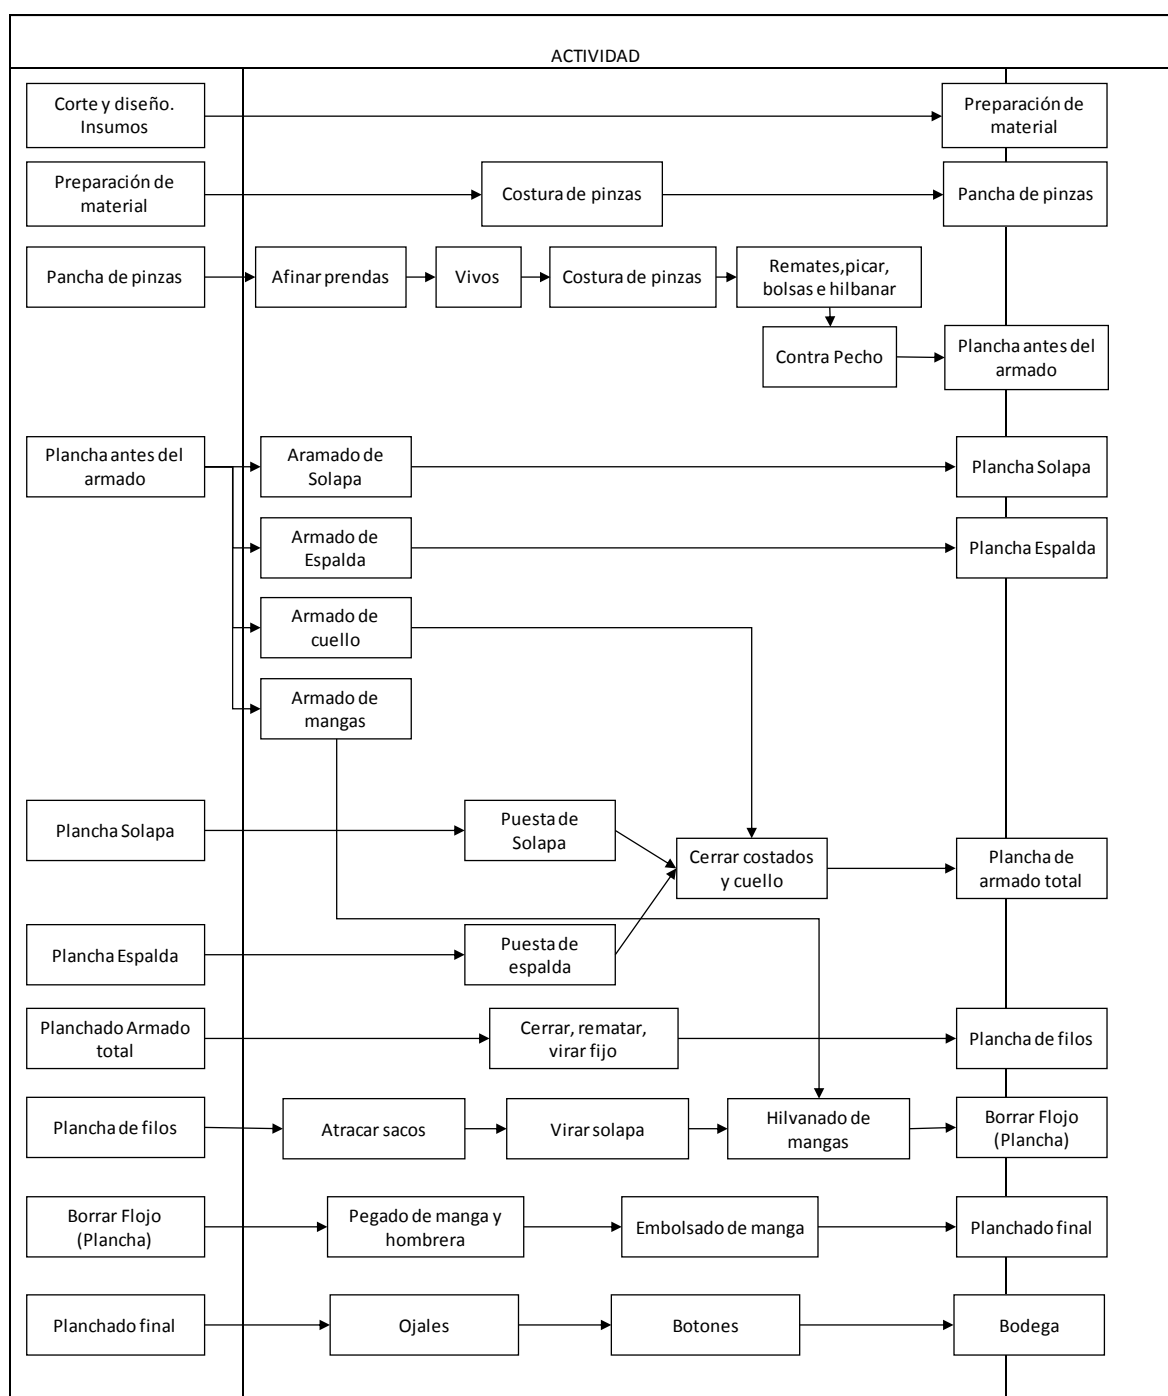 ACTIVIDAD
Corte y diseño.
Insumos
Preparación de
material
Preparación de
material
Costura de pinzas
Pancha de pinzas
Pancha de pinzas
Afinar prendas
Vivos
Costura de pinzas
Remates,picar,
bolsas e hilbanar
Contra Pecho
Plancha antes del
armado
Plancha antes del
armado
Aramado de
Solapa
Plancha Solapa
Armado de
Espalda
Plancha Espalda
Armado de
cuello
Armado de
mangas
Plancha Solapa
Puesta de
Solapa
Cerrar costados
y cuello
Plancha de
armado total
Plancha Espalda
Puesta de
espalda
Planchado Armado
total
Cerrar, rematar,
virar fijo
Plancha de filos
Plancha de filos
Atracar sacos
Virar solapa
Hilvanado de
mangas
Borrar Flojo
(Plancha)
Borrar Flojo
(Plancha)
Pegado de manga y
hombrera
Embolsado de manga
Planchado final
Planchado final
Ojales
Botones
Bodega